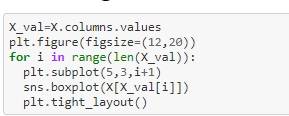 X_val=X.columns.values
plt.figure(figsize=(12,20))
for i in range(len(X_val)):
  plt.subplot(5,3,i+1)
  sns.boxplot(X[X_val[i]])
  plt.tight_layout()